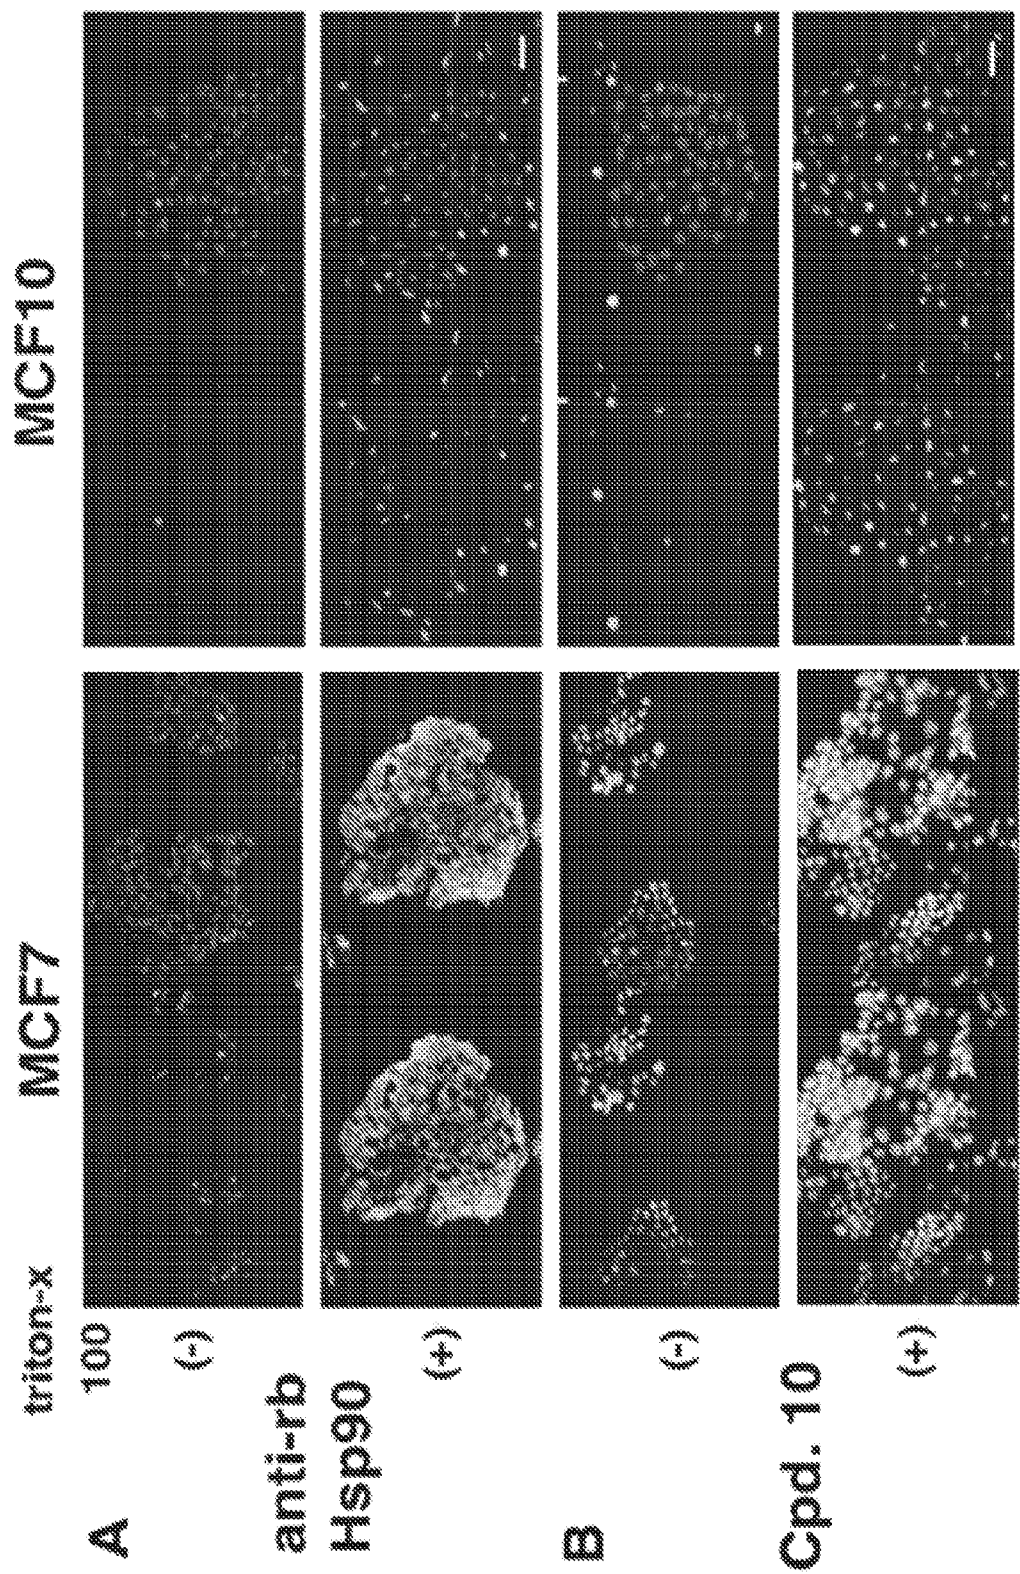 triton-x
100
MCF7
MCF10
A
anti-rb
Hsp90
(-)
(+)
B
Cpd. 10
(-)
(+)